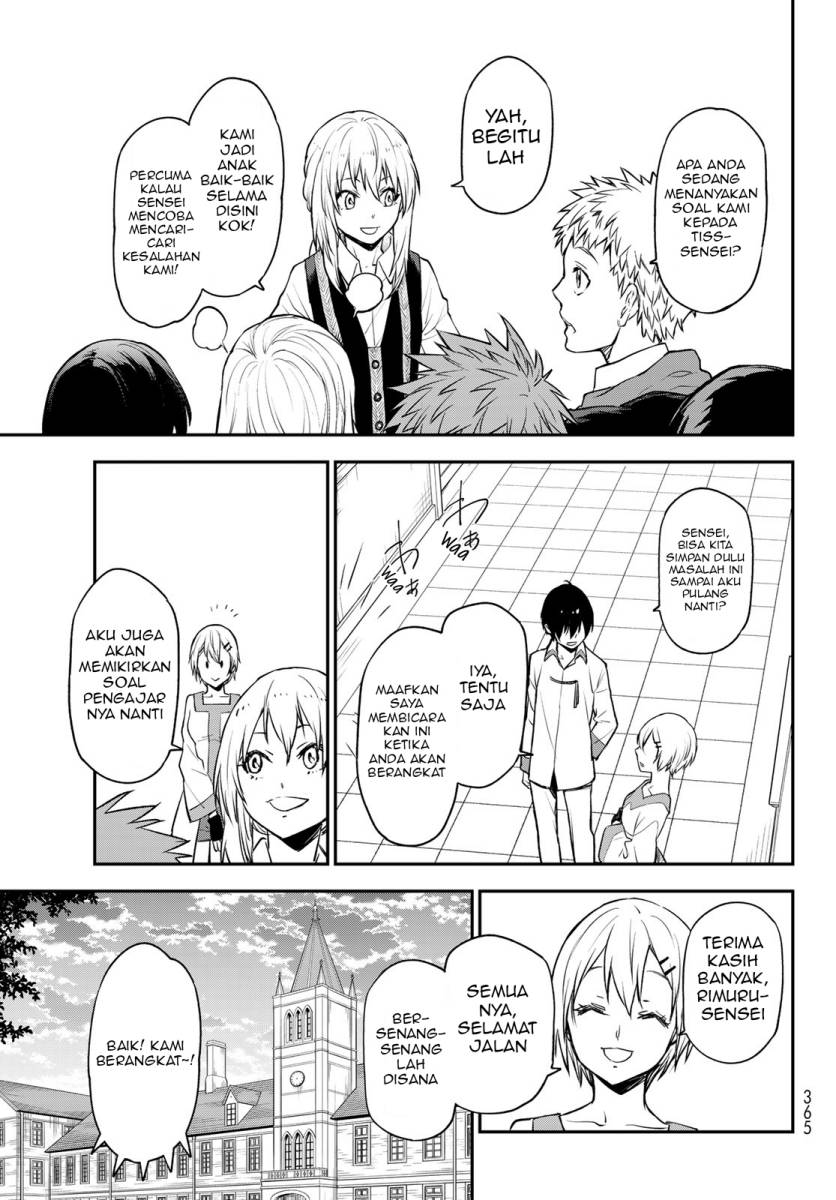 APA ANDA
SEDANG
MENANYAKAN
SOAL KAMI
KEPADA
TISS-
SENSEI?
YAH,
BEGITU
LAH
KAMI
JADI
ANAK
BAIK-BAIK
SELAMA
DISINI
KOK!
PERCUMA
KALAU
SENSEI
MENCOBA
MENCARI-
CARI
KESALAHAN
KAMI!
SENSEI,
BISA KITA
SIMPAN DULU
MASALAH INI
SAMPAI AKU
PULANG
NANTI?
わあ
waa
わあ
waa
IYA,
TENTU
SAJA
MAAFKAN
SAYA
MEMBICARA
KAN INI
KETIKA
ANDA AKAN
BERANGKAT
AKU JUGA
AKAN
MEMIKIRKAN
SOAL
PENGAJAR
NYA NANTI
TERIMA
KASIH
BANYAK,
RIMURU-
SENSEI
SEMUA
NYA,
SELAMAT
JALAN
BER-
SENANG-
SENANG
LAH
DISANA
BAIK! KAMI
BERANGKAT~!
365